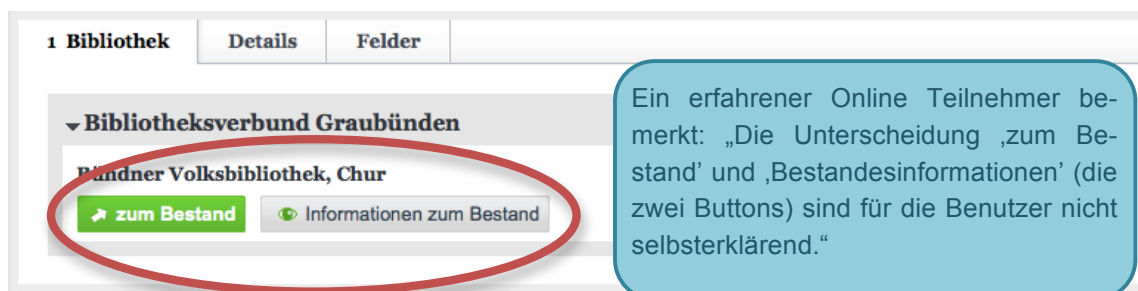 1 Bibliothek Details Felder
Bibliotheksverbund Graubünden
Bündner Volksbibliothek, Chur
zum Bestand Informationen zum Bestand
Ein erfahrener Online Teilnehmer be-
merkt: „Die Unterscheidung ‚zum Be-
stand’ und ‚Bestandesinformationen’ (die
zwei Buttons) sind für die Benutzer nicht
selbsterklärend.“